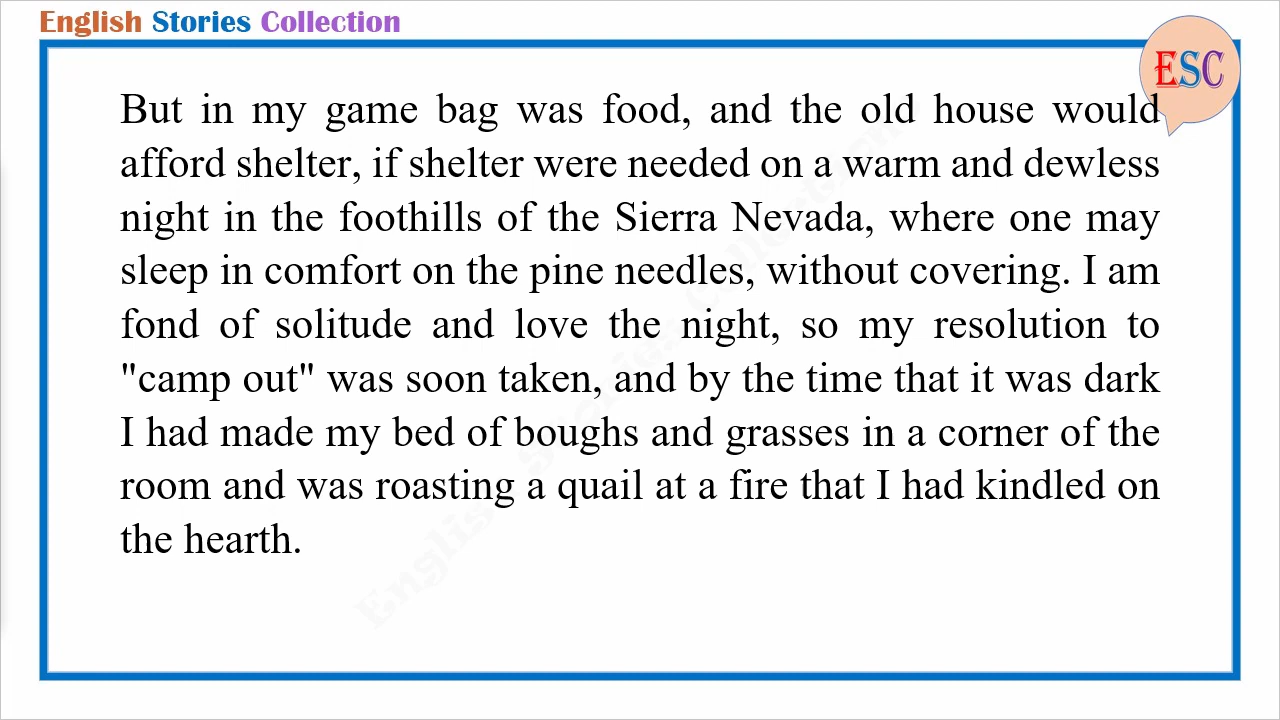 English Stories Collection
ESC
But in my game bag was food, and the old house would
afford shelter, if shelter were needed on a warm and dewless
night in the foothills of the Sierra Nevada, where one may
sleep in comfort on the pine needles, without covering. I am
fond of solitude and love the night, so my resolution to
"camp out" was soon taken, and by the time that it was dark
I had made my bed of boughs and grasses in a corner of the
room and was roasting a quail at a fire that I had kindled on
the hearth.
English Stories Collection